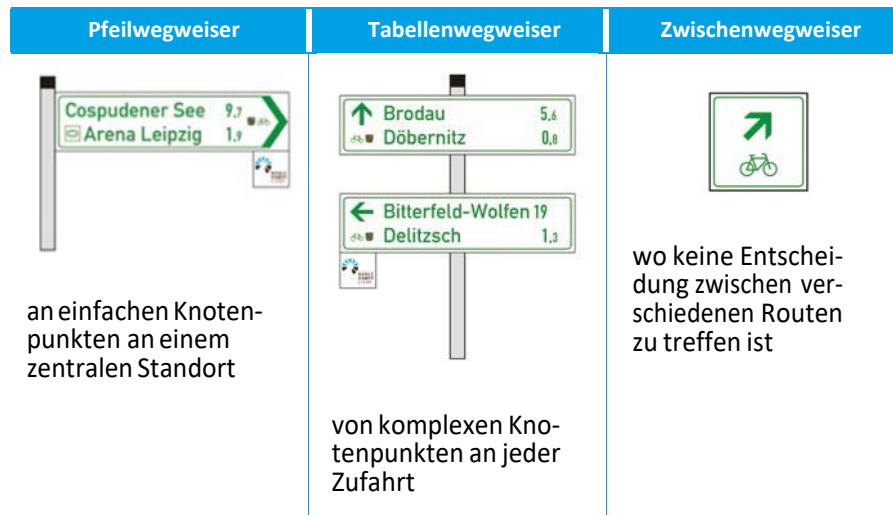 Pfeilwegweiser
Tabellenwegweiser
Zwischenwegweiser
Cospudener See 9,7
Arena Leipzig 1,9
an einfachen Knoten-
punkten an einem
zentralen Standort
Brodau 5,6
Döbernitz 0,8
Bitterfeld-Wolfen 19
Delitzsch 1,3
von komplexen Kno-
tenpunkten an jeder
Zufahrt
wo keine Entschei-
dung zwischen ver-
schiedenen Routen
zu treffen ist